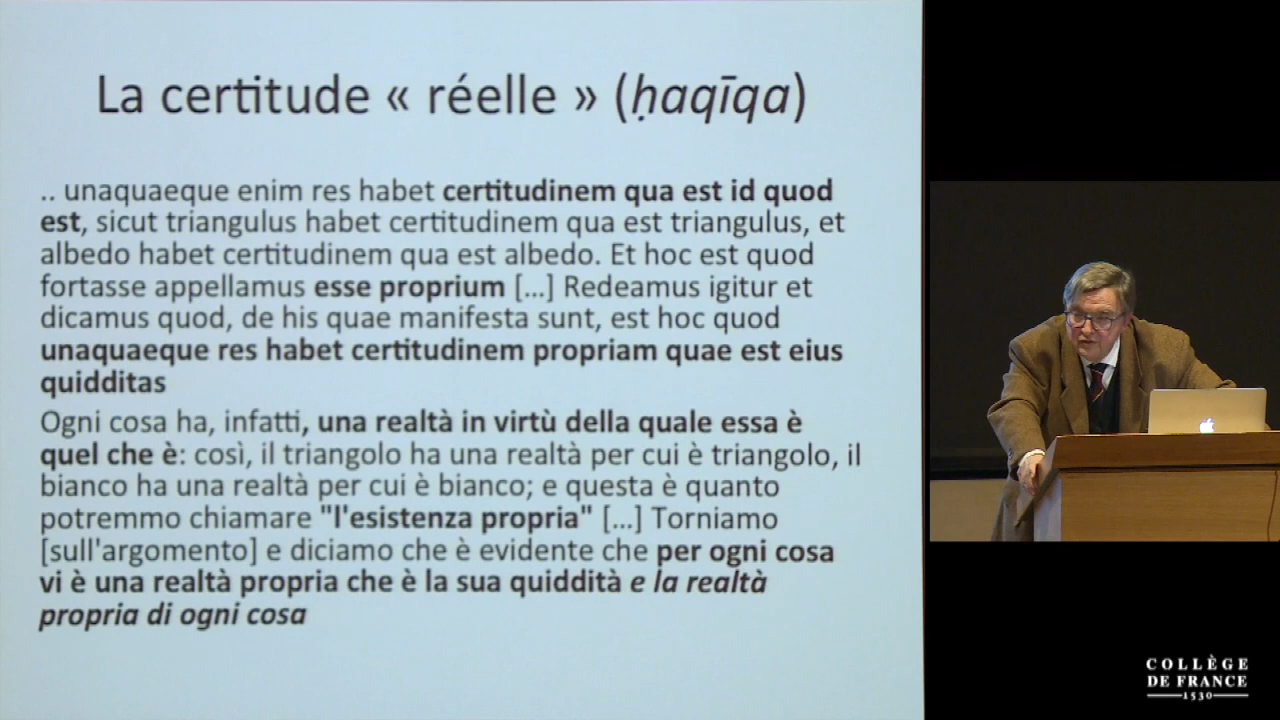 La certitude « réelle » (ḥaqīqa)
.. unaquaeque enim res habet certitudinem qua est id quod
est, sicut triangulus habet certitudinem qua est triangulus, et
albedo habet certitudinem qua est albedo. Et hoc est quod
fortasse appellamus esse proprium [...] Redeamus igitur et
dicamus quod, de his quae manifesta sunt, est hoc quod
unaquaeque res habet certitudinem propriam quae est eius
quidditas
Ogni cosa ha, infatti, una realtà in virtù della quale essa è
quel che è: così, il triangolo ha una realtà per cui è triangolo, il
bianco ha una realtà per cui è bianco; e questa è quanto
potremmo chiamare "l'esistenza propria" [...] Torniamo
[sull'argomento] e diciamo che è evidente che per ogni cosa
vi è una realtà propria che è la sua quiddità e la realtà
propria di ogni cosa
COLLÈGE
DE FRANCE
1530